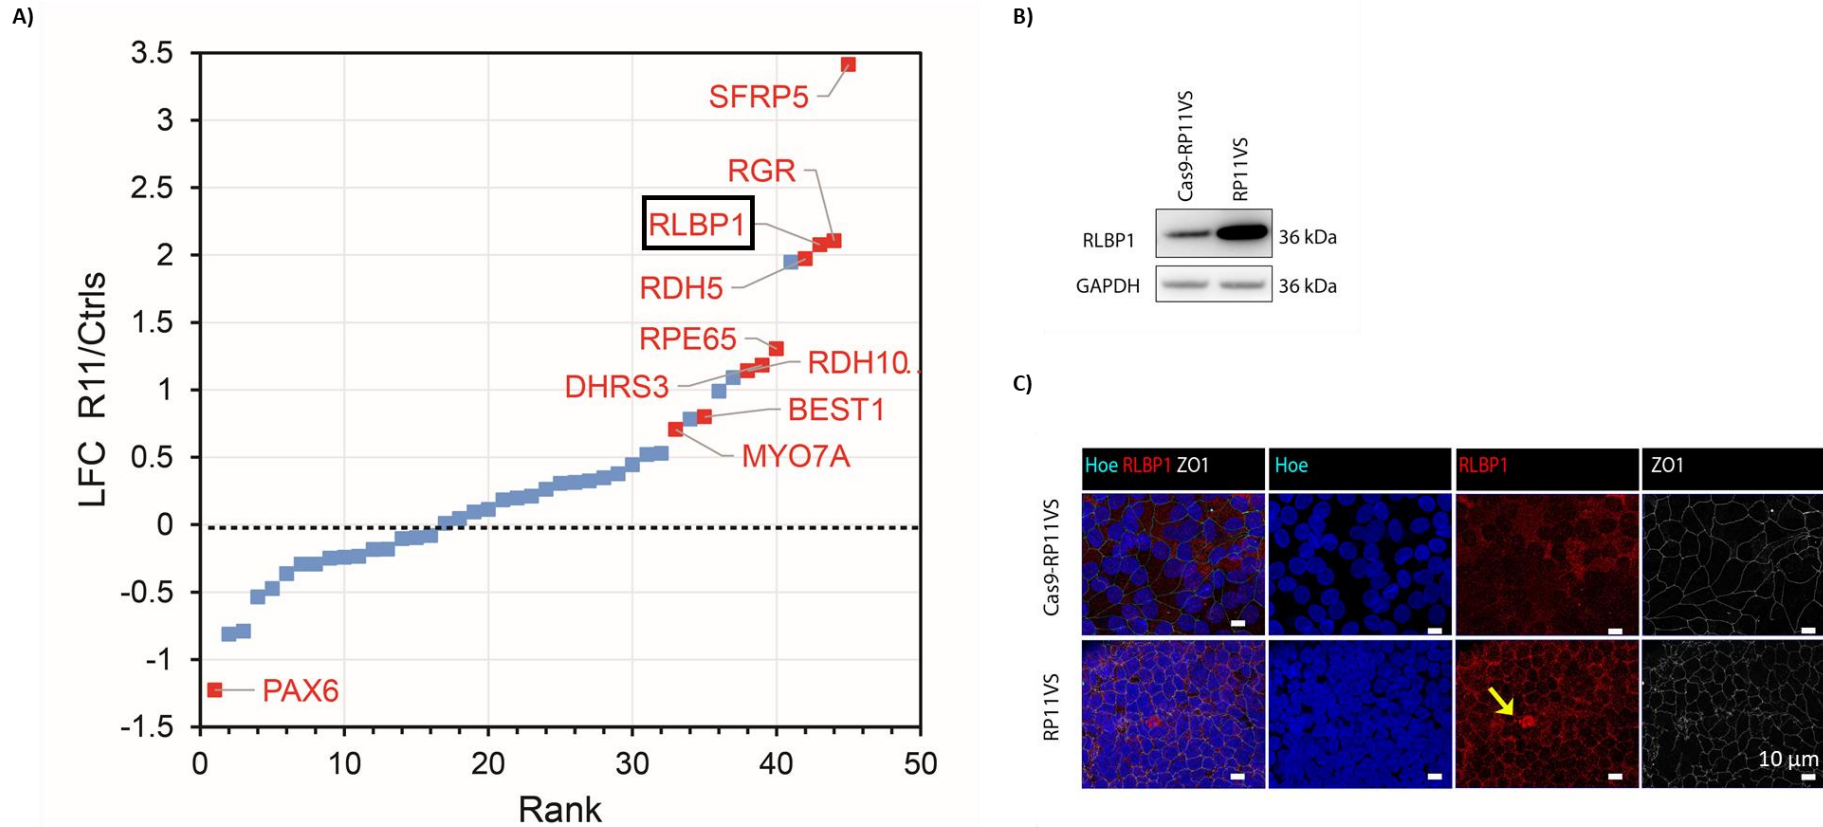 A)
3.5
3
2.5
2
1.5
1
0.5
0
-0.5
-1
-1.5
0 10 20 30 40 50
LFC R11/Ctrls
Rank
SFRP5
RGR
RLBP1
RDH5
RPE65
RDH10..
DHRS3
BEST1
MYO7A
PAX6
B)
Cas9-RP11VS
RP11VS
RLBP1 36 kDa
GAPDH 36 kDa
C)
Hoe RLBP1 ZO1 Hoe RLBP1 ZO1
Cas9-RP11VS
RP11VS
10 µm